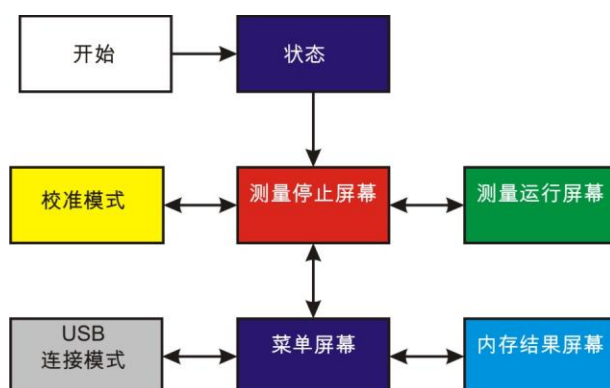 开始
状态
校准模式
测量停止屏幕
测量运行屏幕
USB
连接模式
菜单屏幕
内存结果屏幕